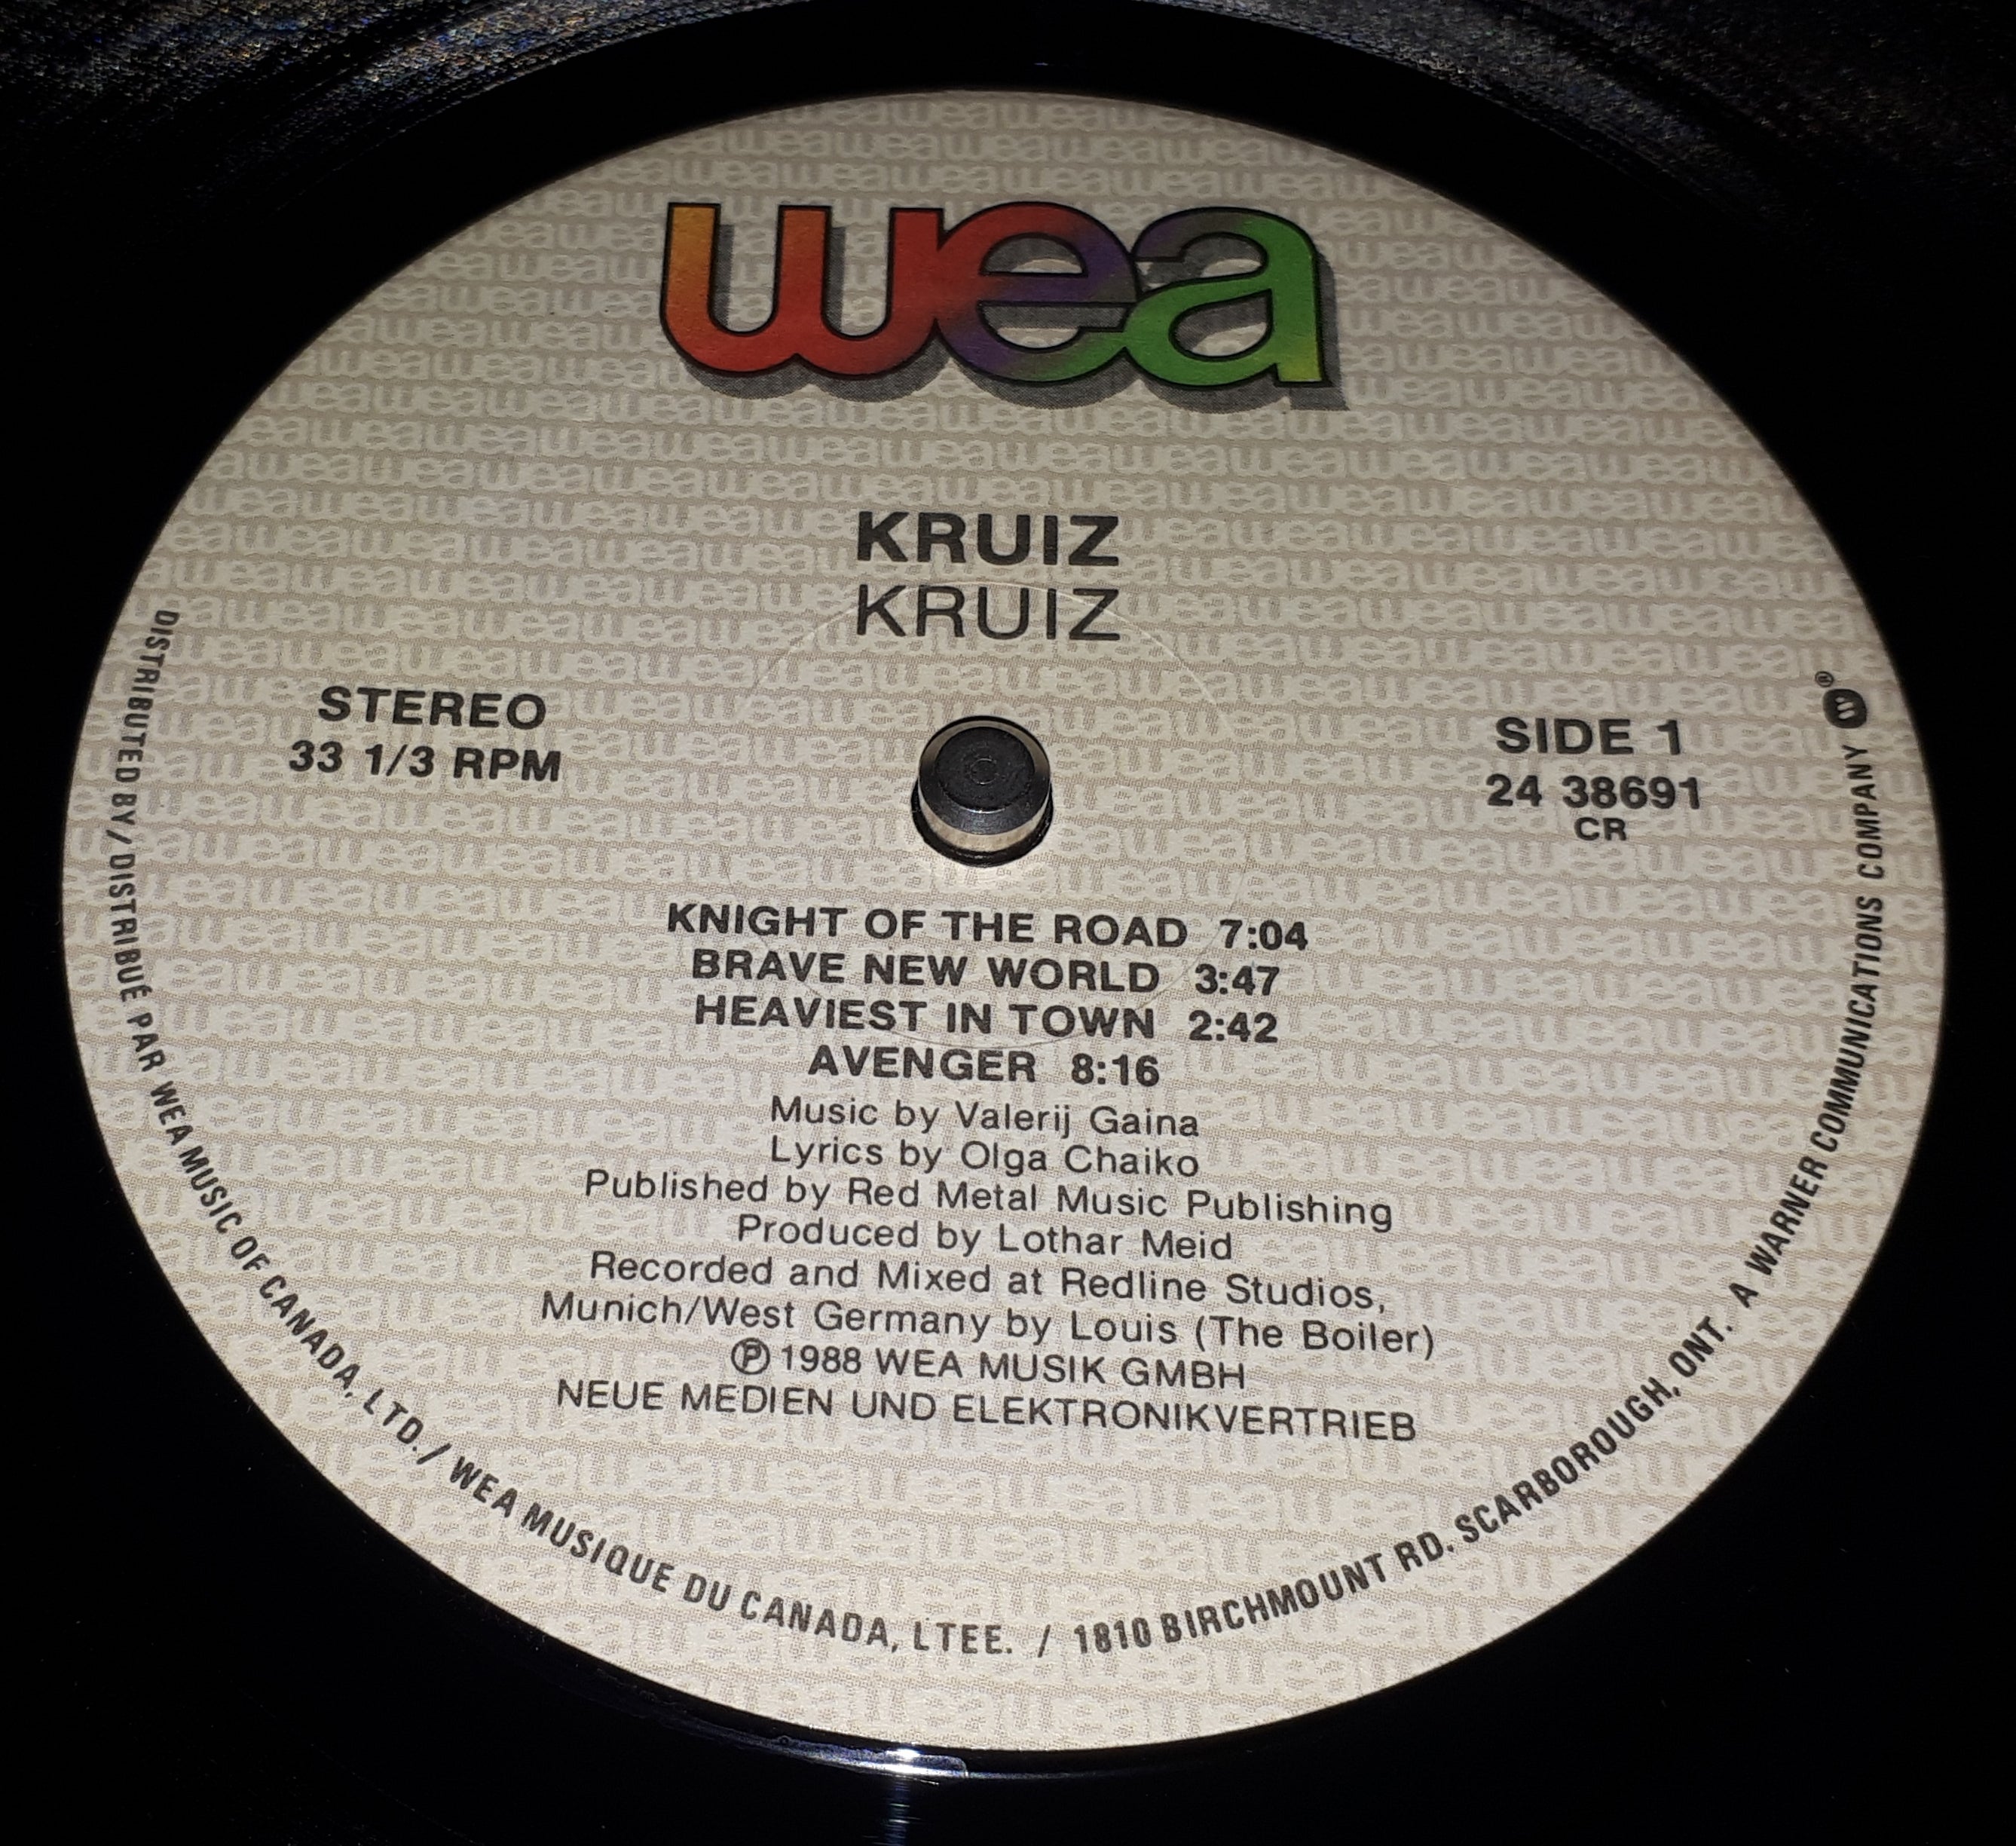 wea
KRUIZ
KRUIZ
STEREO
33 1/3 RPM
SIDE 1
24 38691
CR
KNIGHT OF THE ROAD 7:04
BRAVE NEW WORLD 3:47
HEAVIEST IN TOWN 2:42
AVENGER 8:16
Music by Valerij Gaina
Lyrics by Olga Chaiko
Published by Red Metal Music Publishing
Produced by Lothar Meid
Recorded and Mixed at Redline Studios,
Munich/West Germany by Louis (The Boiler)
℗ 1988 WEA MUSIK GMBH
NEUE MEDIEN UND ELEKTRONIKVERTRIEB
DISTRIBUTED BY/DISTRIBUÉ PAR WEA MUSIC OF CANADA, LTD./ WEA MUSIQUE DU CANADA, LTEE. / 1810 BIRCHMOUNT RD. SCARBOROUGH, ONT. A WARNER COMMUNICATIONS COMPANY ®